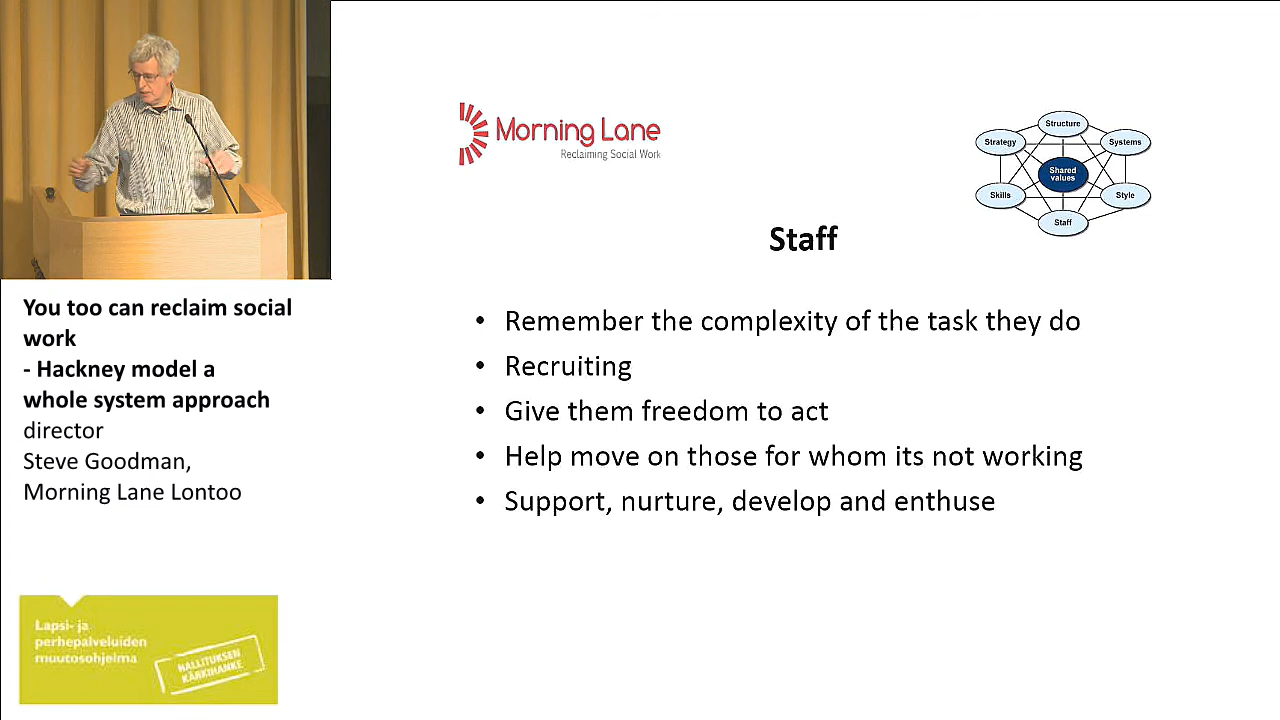 Morning Lane
Reclaiming Social Work
Structure
Strategy
Systems
Shared
values
Skills
Style
Staff
Staff
• Remember the complexity of the task they do
• Recruiting
• Give them freedom to act
• Help move on those for whom its not working
• Support, nurture, develop and enthuse
You too can reclaim social
work
- Hackney model a
whole system approach
director
Steve Goodman,
Morning Lane Lontoo
Lapsi- ja
perhepalveluiden
muutosohjelma
HALLITUKSEN
KÄRKIHANKE